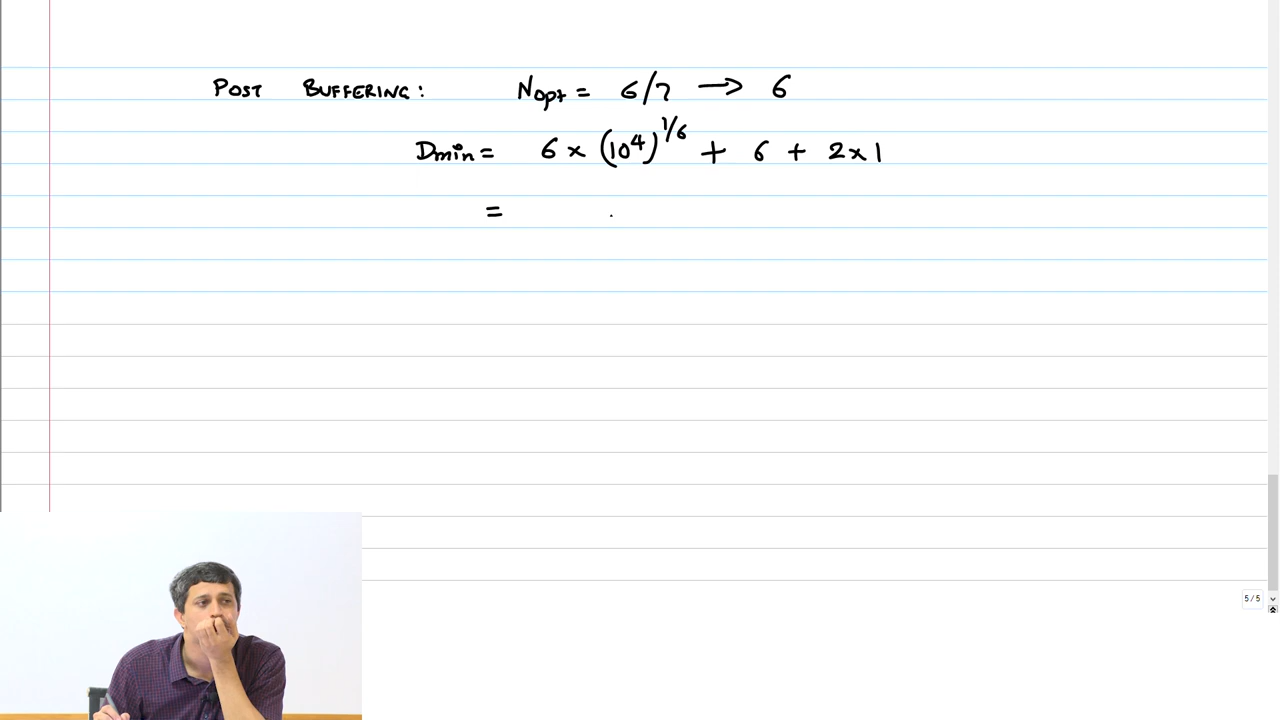 POST BUFFERING: Nopt = 6/7 → 6
Dmin = 6 × (10⁴)^1/6 + 6 + 2 × 1
=
5 / 5